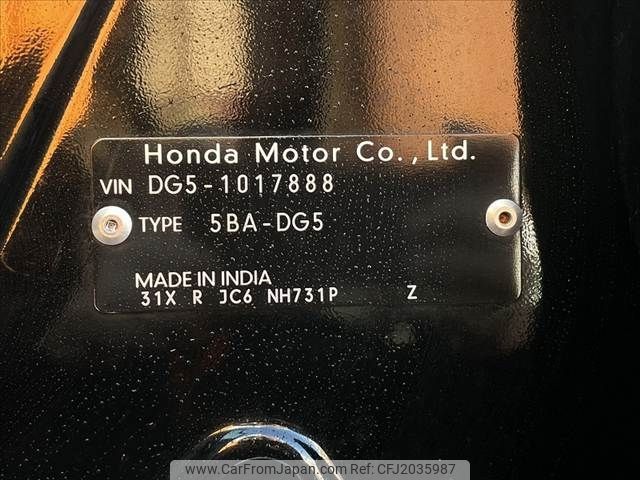 Honda Motor Co., Ltd.
VIN DG5-1017888
TYPE 5BA-DG5
MADE IN INDIA
31X R JC6 NH731P Z
www.CarFromJapan.com | CFJ2035987